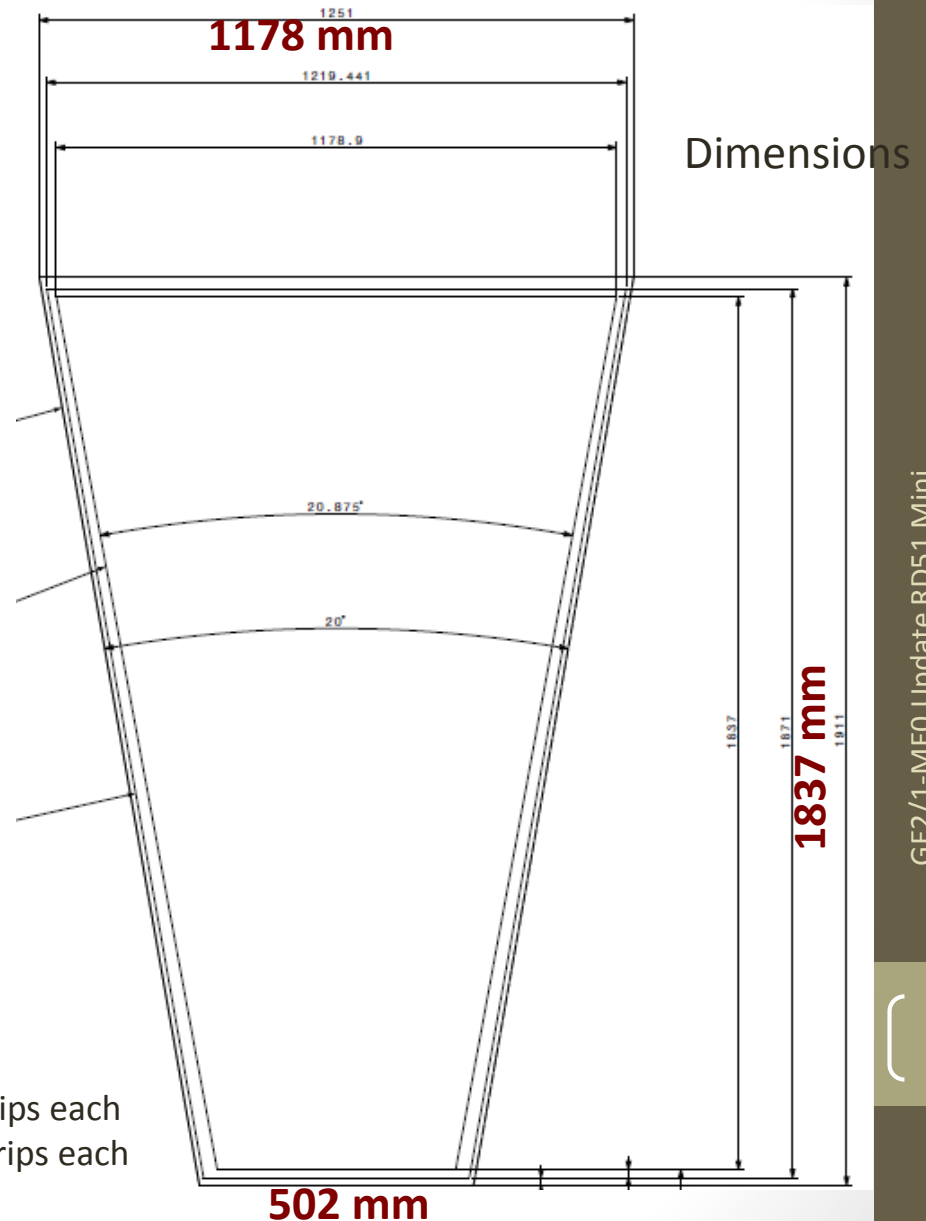 1251
1178 mm
1219.441
1178.9
Dimensions
20.875°
20°
1837
1871
1911
1837 mm
GE2/1-ME0 Update RD51 Mini
ips each
rips each
502 mm